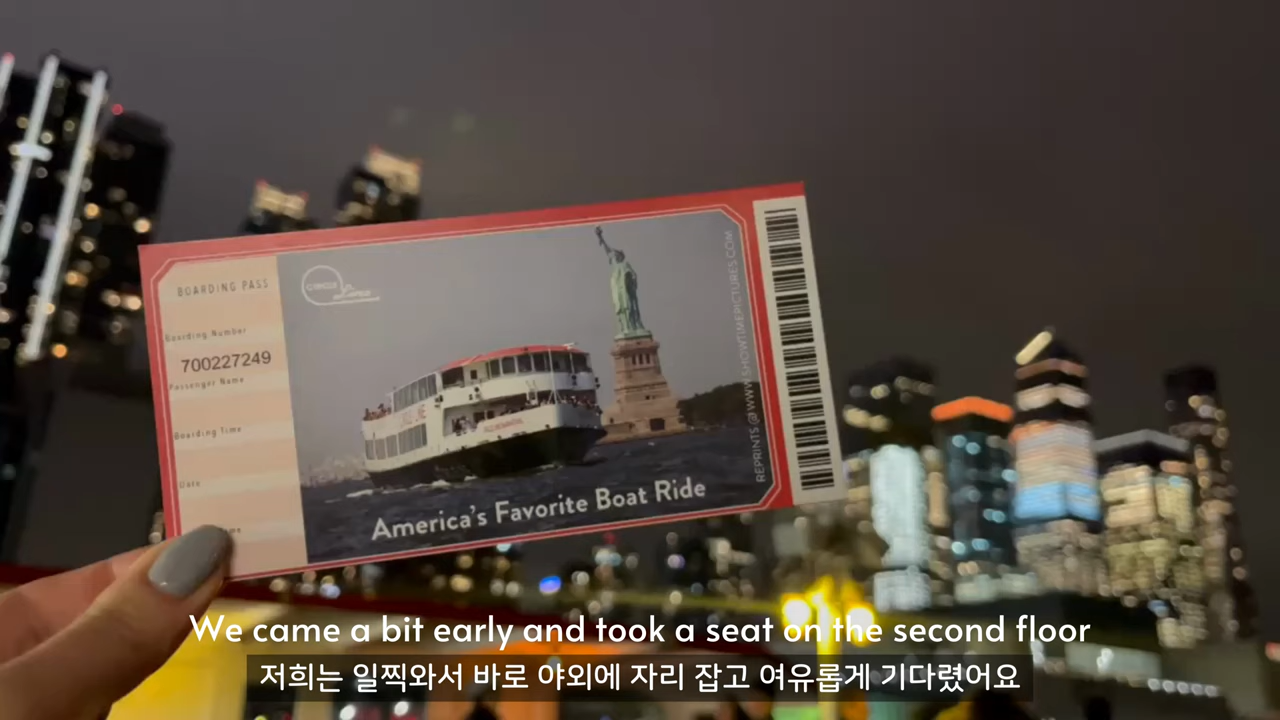 BOARDING PASS
Boarding Number
700227249
Passenger Name
Boarding Time
Date
CIRCLE
Line
America's Favorite Boat Ride
REPRINTS @ WWW.SHOWTIMEPICTURES.COM
We came a bit early and took a seat on the second floor
저희는 일찍와서 바로 야외에 자리 잡고 여유롭게 기다렸어요